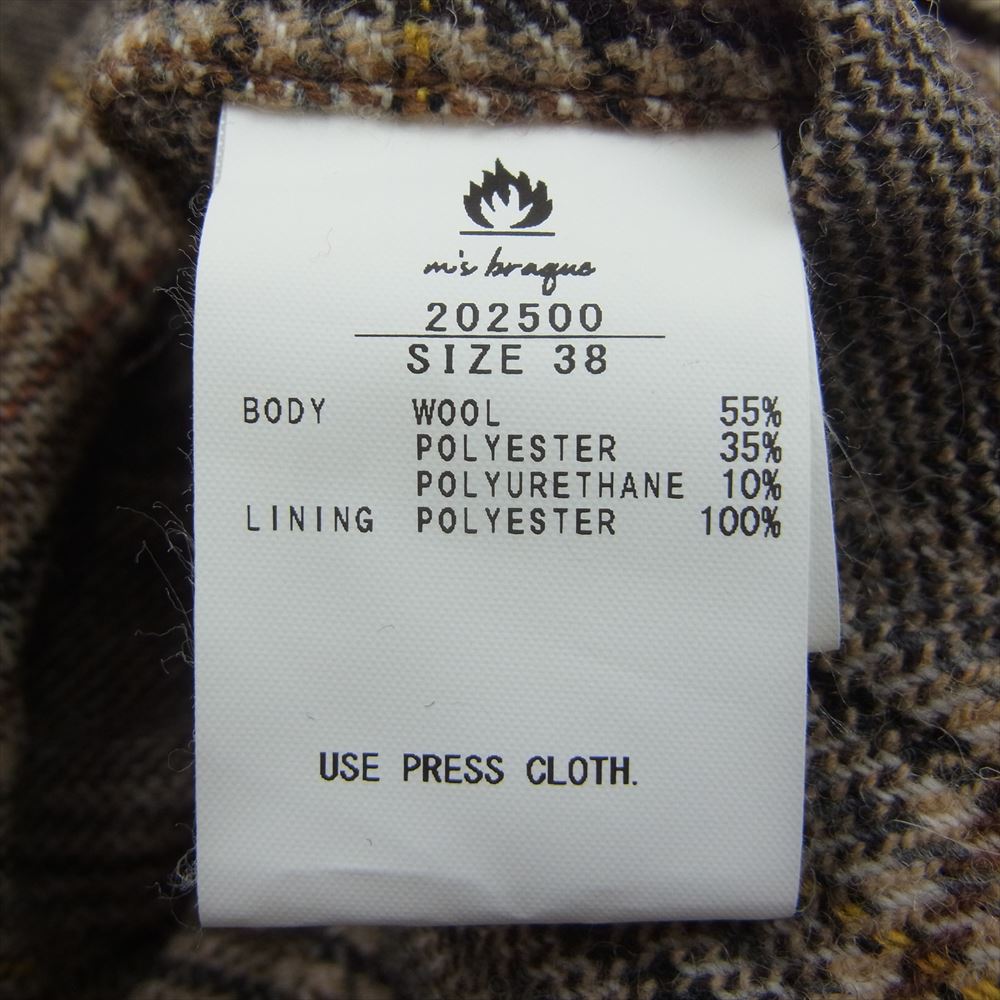 m's braque
202500
SIZE 38
BODY WOOL 55%
POLYESTER 35%
POLYURETHANE 10%
LINING POLYESTER 100%
USE PRESS CLOTH.